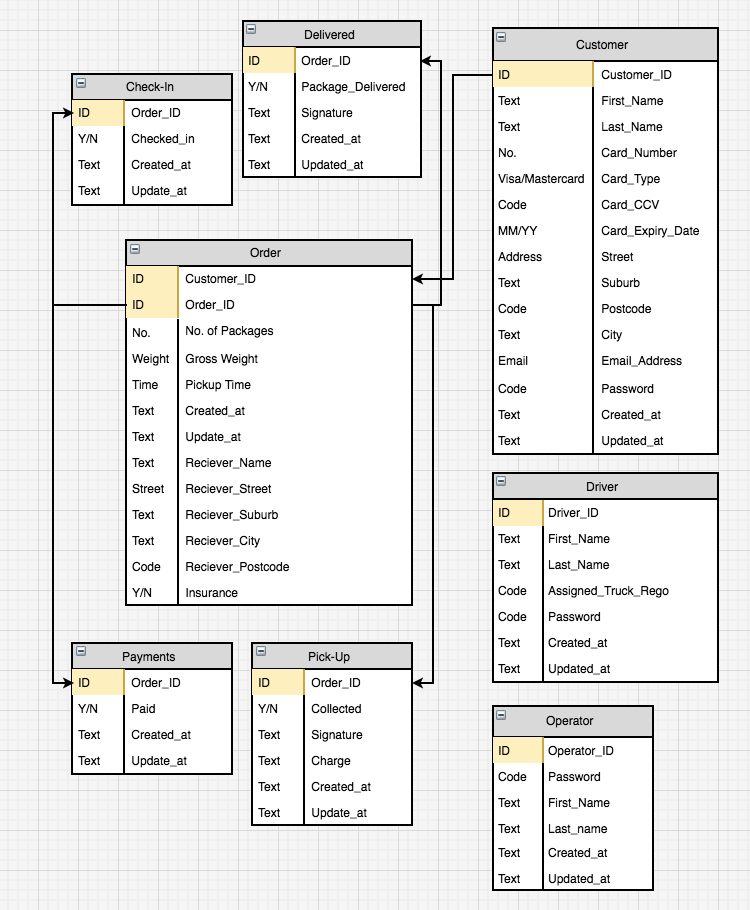 Delivered
ID Order_ID
Y/N Package_Delivered
Text Signature
Text Created_at
Text Updated_at
Customer
ID Customer_ID
Text First_Name
Text Last_Name
No. Card_Number
Visa/Mastercard Card_Type
Code Card_CCV
MM/YY Card_Expiry_Date
Address Street
Text Suburb
Code Postcode
Text City
Email Email_Address
Code Password
Text Created_at
Text Updated_at
Check-In
ID Order_ID
Y/N Checked_in
Text Created_at
Text Update_at
Order
ID Customer_ID
ID Order_ID
No. No. of Packages
Weight Gross Weight
Time Pickup Time
Text Created_at
Text Update_at
Text Reciever_Name
Street Reciever_Street
Text Reciever_Suburb
Text Reciever_City
Code Reciever_Postcode
Y/N Insurance
Driver
ID Driver_ID
Text First_Name
Text Last_Name
Code Assigned_Truck_Rego
Code Password
Text Created_at
Text Updated_at
Payments
ID Order_ID
Y/N Paid
Text Created_at
Text Update_at
Pick-Up
ID Order_ID
Y/N Collected
Text Signature
Text Charge
Text Created_at
Text Update_at
Operator
ID Operator_ID
Code Password
Text First_Name
Text Last_name
Text Created_at
Text Updated_at